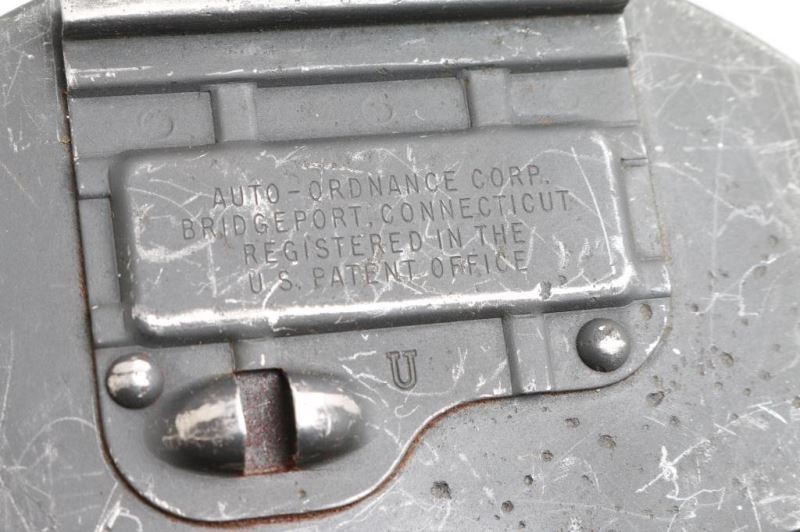 AUTO-ORDNANCE CORP.
BRIDGEPORT, CONNECTICUT
REGISTERED IN THE
U.S. PATENT OFFICE
U